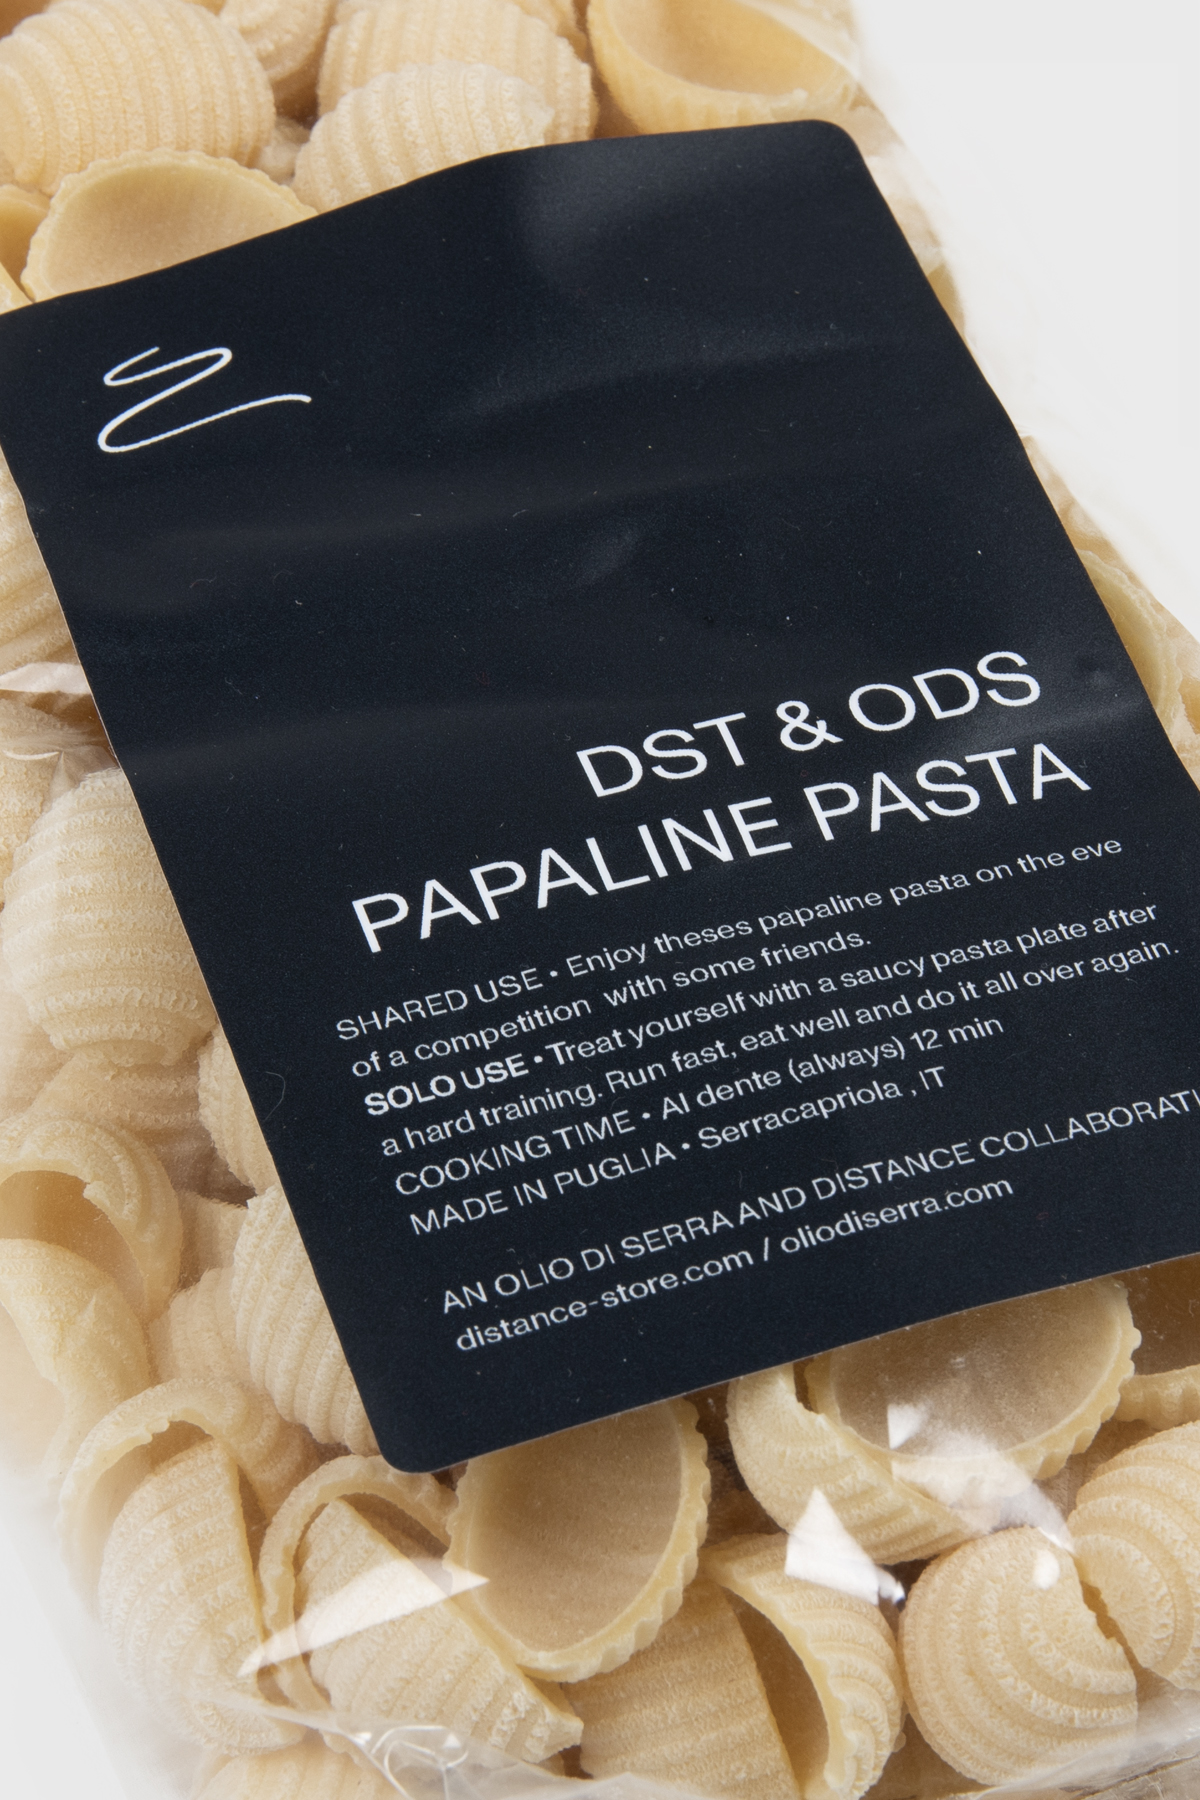 DST & ODS
PAPALINE PASTA
SHARED USE • Enjoy theses papaline pasta on the eve
of a competition with some friends.
SOLO USE • Treat yourself with a saucy pasta plate after
a hard training. Run fast, eat well and do it all over again.
COOKING TIME • Al dente (always) 12 min
MADE IN PUGLIA • Serracapriola , IT
AN OLIO DI SERRA AND DISTANCE COLLABORATI
distance-store.com / oliodiserra.com